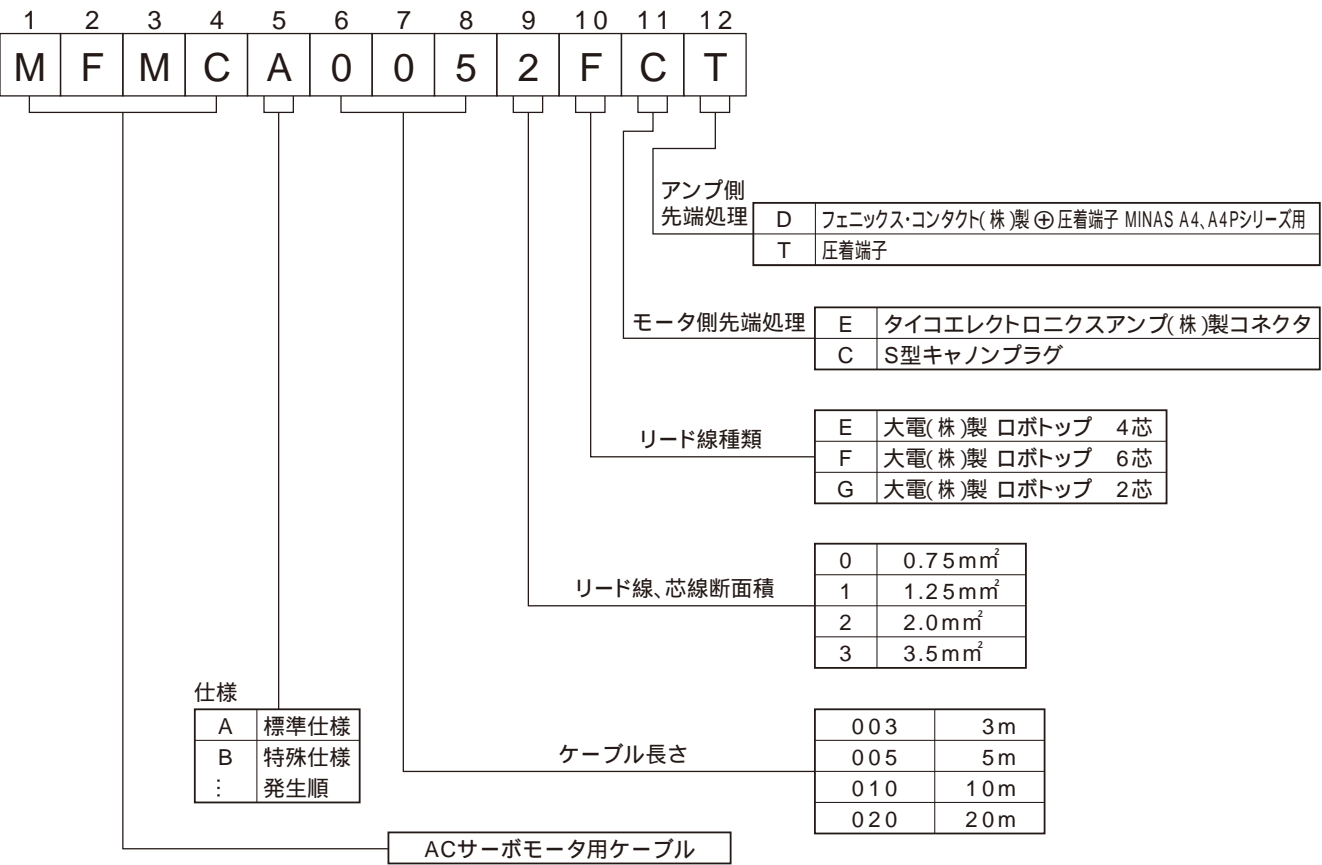 1 2 3 4 5 6 7 8 9 10 11 12
M F M C A 0 0 5 2 F C T
アンプ側
先端処理
D フェニックス・コンタクト(株)製⊕圧着端子 MINAS A4、A4Pシリーズ用
T 圧着端子
モータ側先端処理
E タイコエレクトロニクスアンプ(株)製コネクタ
C S型キャノンプラグ
リード線種類
E 大電(株)製 ロボトップ 4芯
F 大電(株)製 ロボトップ 6芯
G 大電(株)製 ロボトップ 2芯
リード線、芯線断面積
0 0.75mm²
1 1.25mm²
2 2.0mm²
3 3.5mm²
仕様
A 標準仕様
B 特殊仕様
⋮ 発生順
ケーブル長さ
003 3m
005 5m
010 10m
020 20m
ACサーボモータ用ケーブル